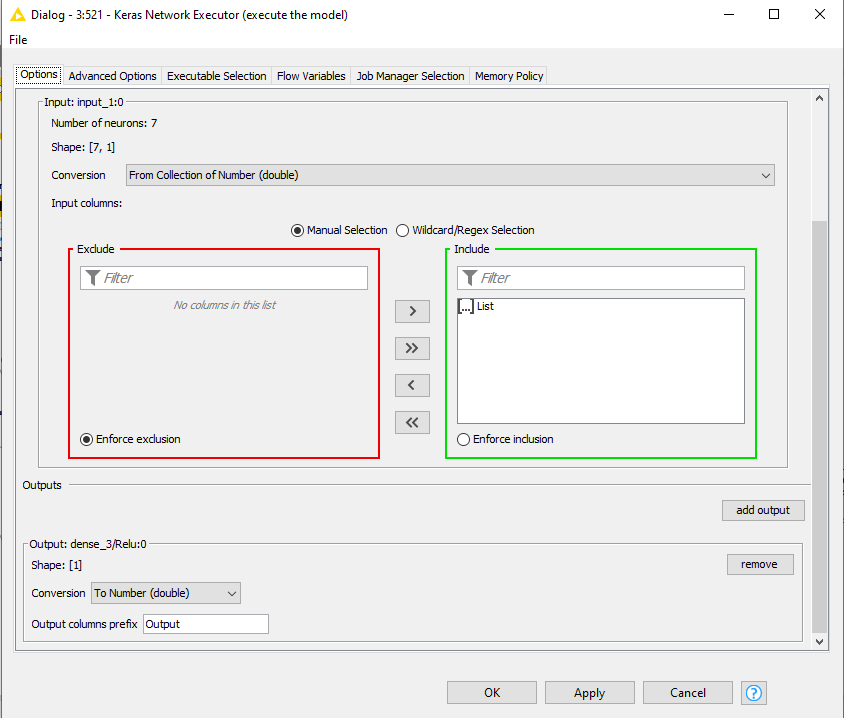 Dialog - 3:521 - Keras Network Executor (execute the model)
File
Options Advanced Options Executable Selection Flow Variables Job Manager Selection Memory Policy
Input: input_1:0
Number of neurons: 7
Shape: [7, 1]
Conversion From Collection of Number (double)
Input columns:
Manual Selection Wildcard/Regex Selection
Exclude Include
Filter Filter
No columns in this list [...] List
>
>>
<
<<
Enforce exclusion Enforce inclusion
Outputs
add output
Output: dense_3/Relu:0
Shape: [1] remove
Conversion To Number (double)
Output columns prefix Output
OK Apply Cancel ?